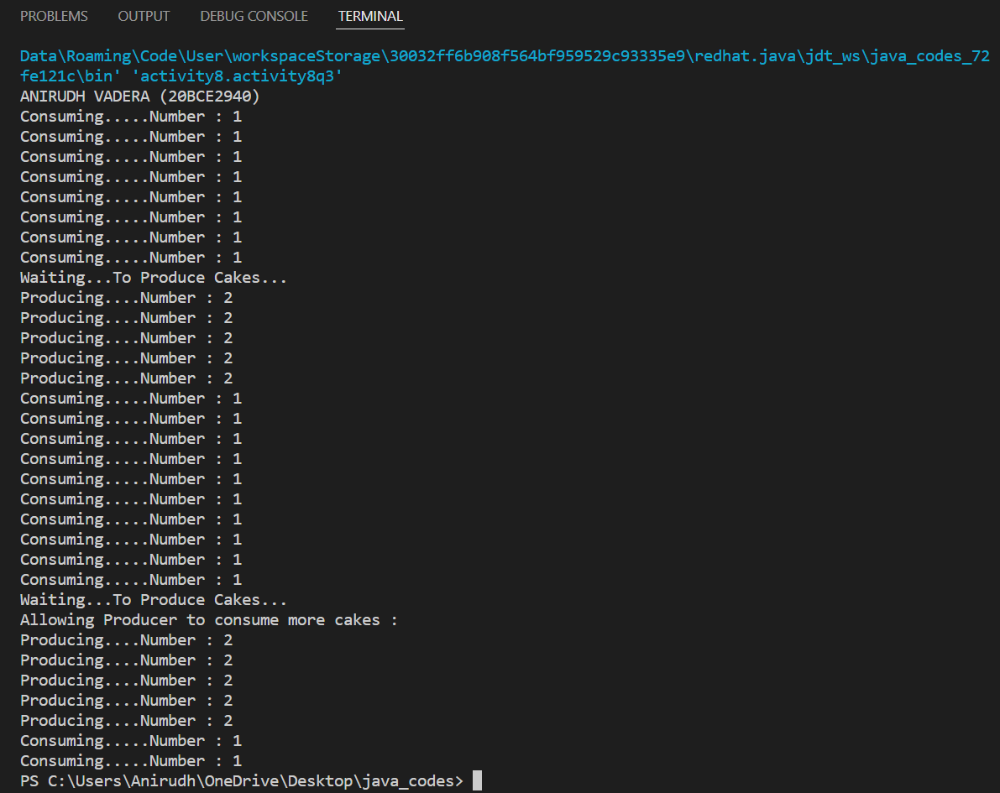 PROBLEMS OUTPUT DEBUG CONSOLE TERMINAL
Data\Roaming\Code\User\workspaceStorage\30032ff6b908f564bf959529c93335e9\redhat.java\jdt_ws\java_codes_72
fe121c\bin' 'activity8.activity8q3'
ANIRUDH VADERA (20BCE2940)
Consuming.....Number : 1
Consuming.....Number : 1
Consuming.....Number : 1
Consuming.....Number : 1
Consuming.....Number : 1
Consuming.....Number : 1
Consuming.....Number : 1
Consuming.....Number : 1
Waiting...To Produce Cakes...
Producing....Number : 2
Producing....Number : 2
Producing....Number : 2
Producing....Number : 2
Producing....Number : 2
Consuming.....Number : 1
Consuming.....Number : 1
Consuming.....Number : 1
Consuming.....Number : 1
Consuming.....Number : 1
Consuming.....Number : 1
Consuming.....Number : 1
Consuming.....Number : 1
Consuming.....Number : 1
Consuming.....Number : 1
Waiting...To Produce Cakes...
Allowing Producer to consume more cakes :
Producing....Number : 2
Producing....Number : 2
Producing....Number : 2
Producing....Number : 2
Producing....Number : 2
Consuming.....Number : 1
Consuming.....Number : 1
PS C:\Users\Anirudh\OneDrive\Desktop\java_codes>